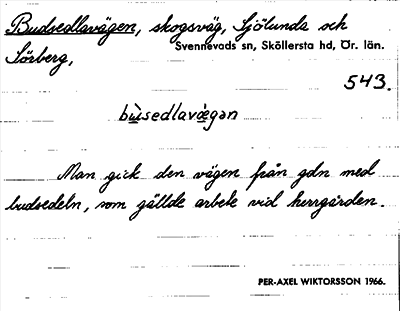 Budsedlavägen, skogsväg, Sjölunda och
Svennevads sn, Sköllersta hd, Ör. län.
Sörberg,
543.
bu̱̇̀sedlavæ̱̀gən
Man gick den vägen från gdn med
budsedeln, som gällde arbete vid herrgården.
PER-AXEL WIKTORSSON 1966.